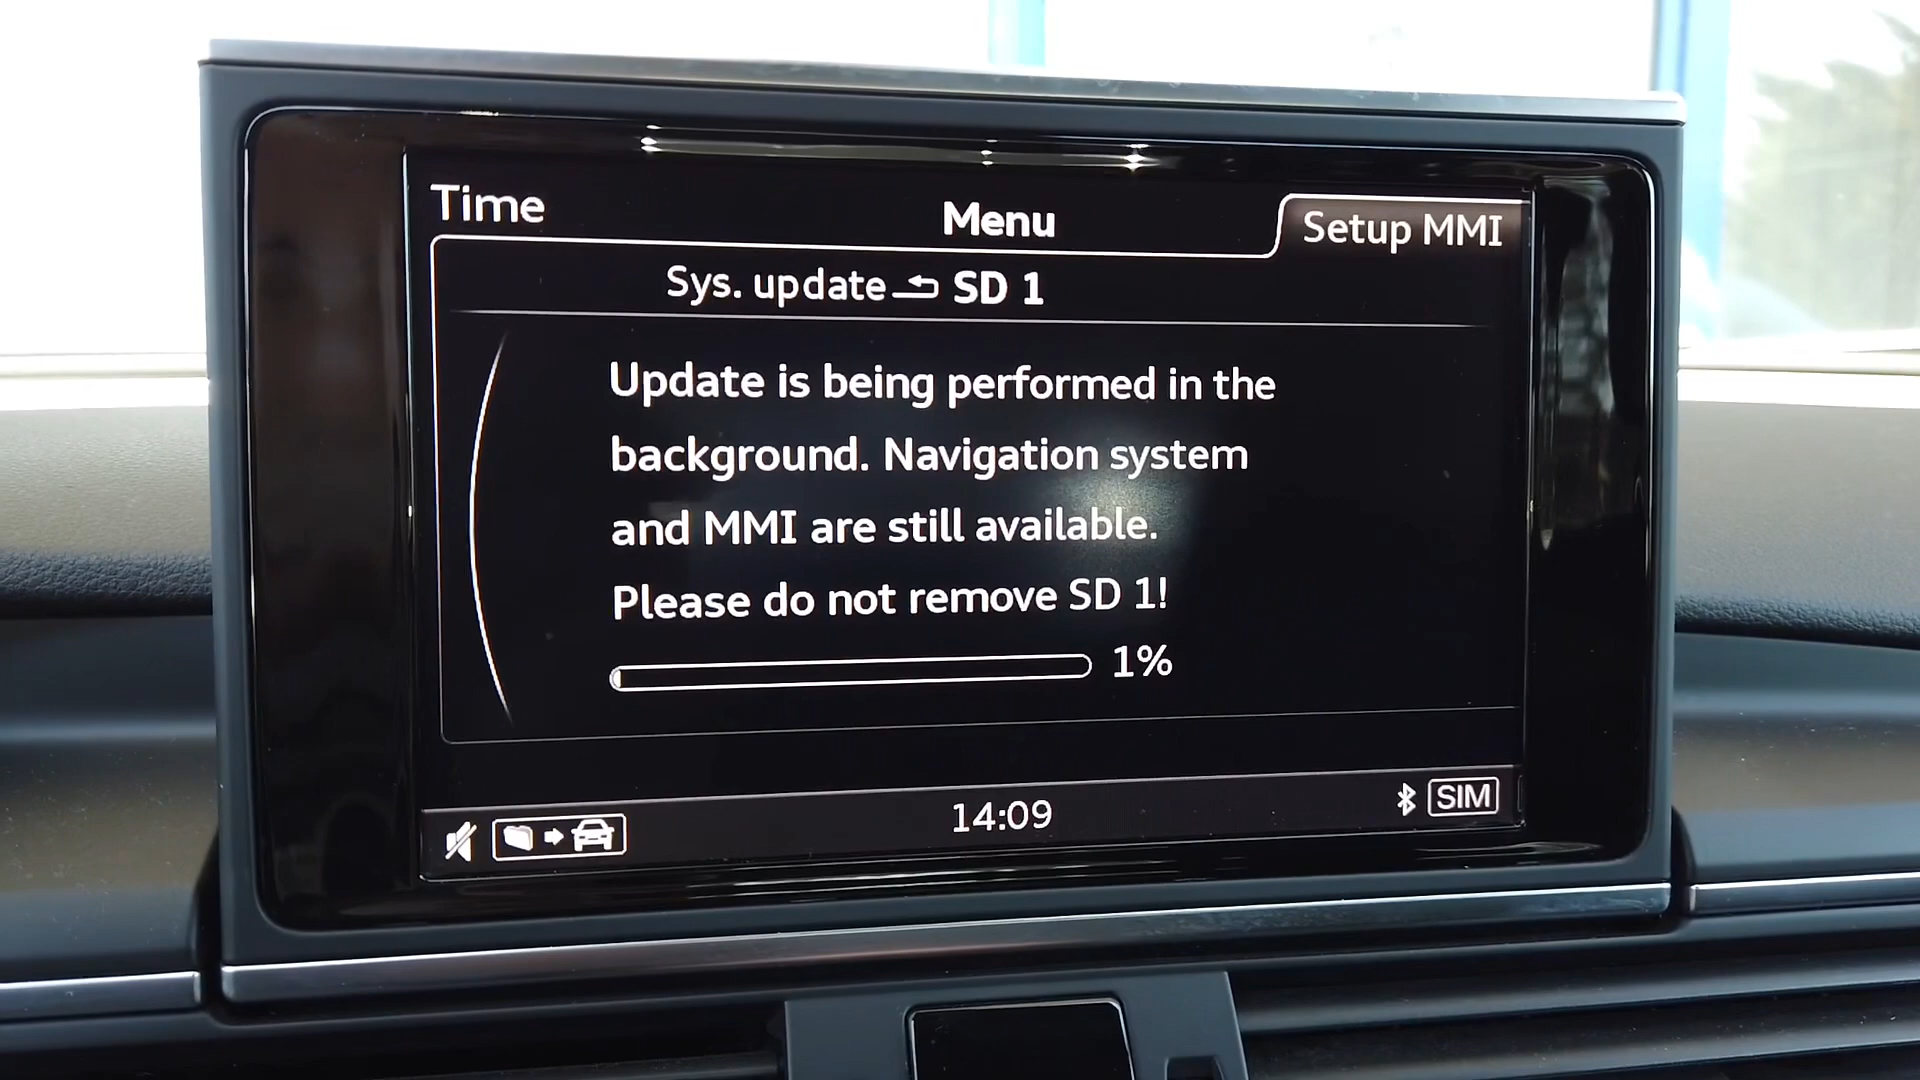 Time
Menu
Setup MMI
Sys. update SD 1
Update is being performed in the
background. Navigation system
and MMI are still available.
Please do not remove SD 1!
1%
14:09
SIM